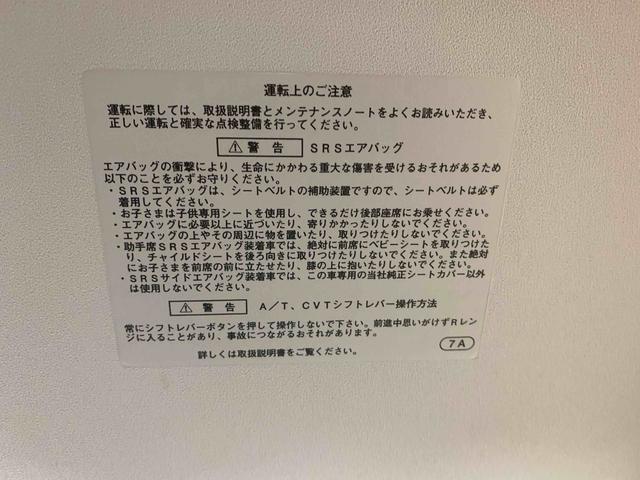 運転上のご注意
運転に際しては、取扱説明書とメンテナンスノートをよくお読みいただき、
正しい運転と確実な点検整備を行ってください。
⚠ 警告 SRSエアバッグ
エアバッグの衝撃により、生命にかかわる重大な傷害を受けるおそれがあるため
以下のことを必ずお守りください。
・SRSエアバッグは、シートベルトの補助装置ですので、シートベルトは必ず
着用してください。
・お子さまは子供専用シートを使用し、できるだけ後部座席にお乗せください。
・エアバッグに必要以上に近づいたり、寄りかかったりしないでください。
・エアバッグの上やその周辺に物を置いたり、取りつけたりしないでください。
・助手席SRSエアバッグ装着車では、絶対に前席にベビーシートを取りつけた
り、チャイルドシートを後ろ向きに取りつけたりしないでください。また絶対
にお子さまを前席の前に立たせたり、膝の上に抱いたりしないでください。
・SRSサイドエアバッグ装着車では、この車専用の当社純正シートカバー以外
は使用しないでください。
⚠ 警告 A/T、CVTシフトレバー操作方法
常にシフトレバーボタンを押して操作しないで下さい。前進中思いがけずRレン
ジに入ることがあり、事故につながるおそれがあります。
詳しくは取扱説明書をご覧ください。
7A